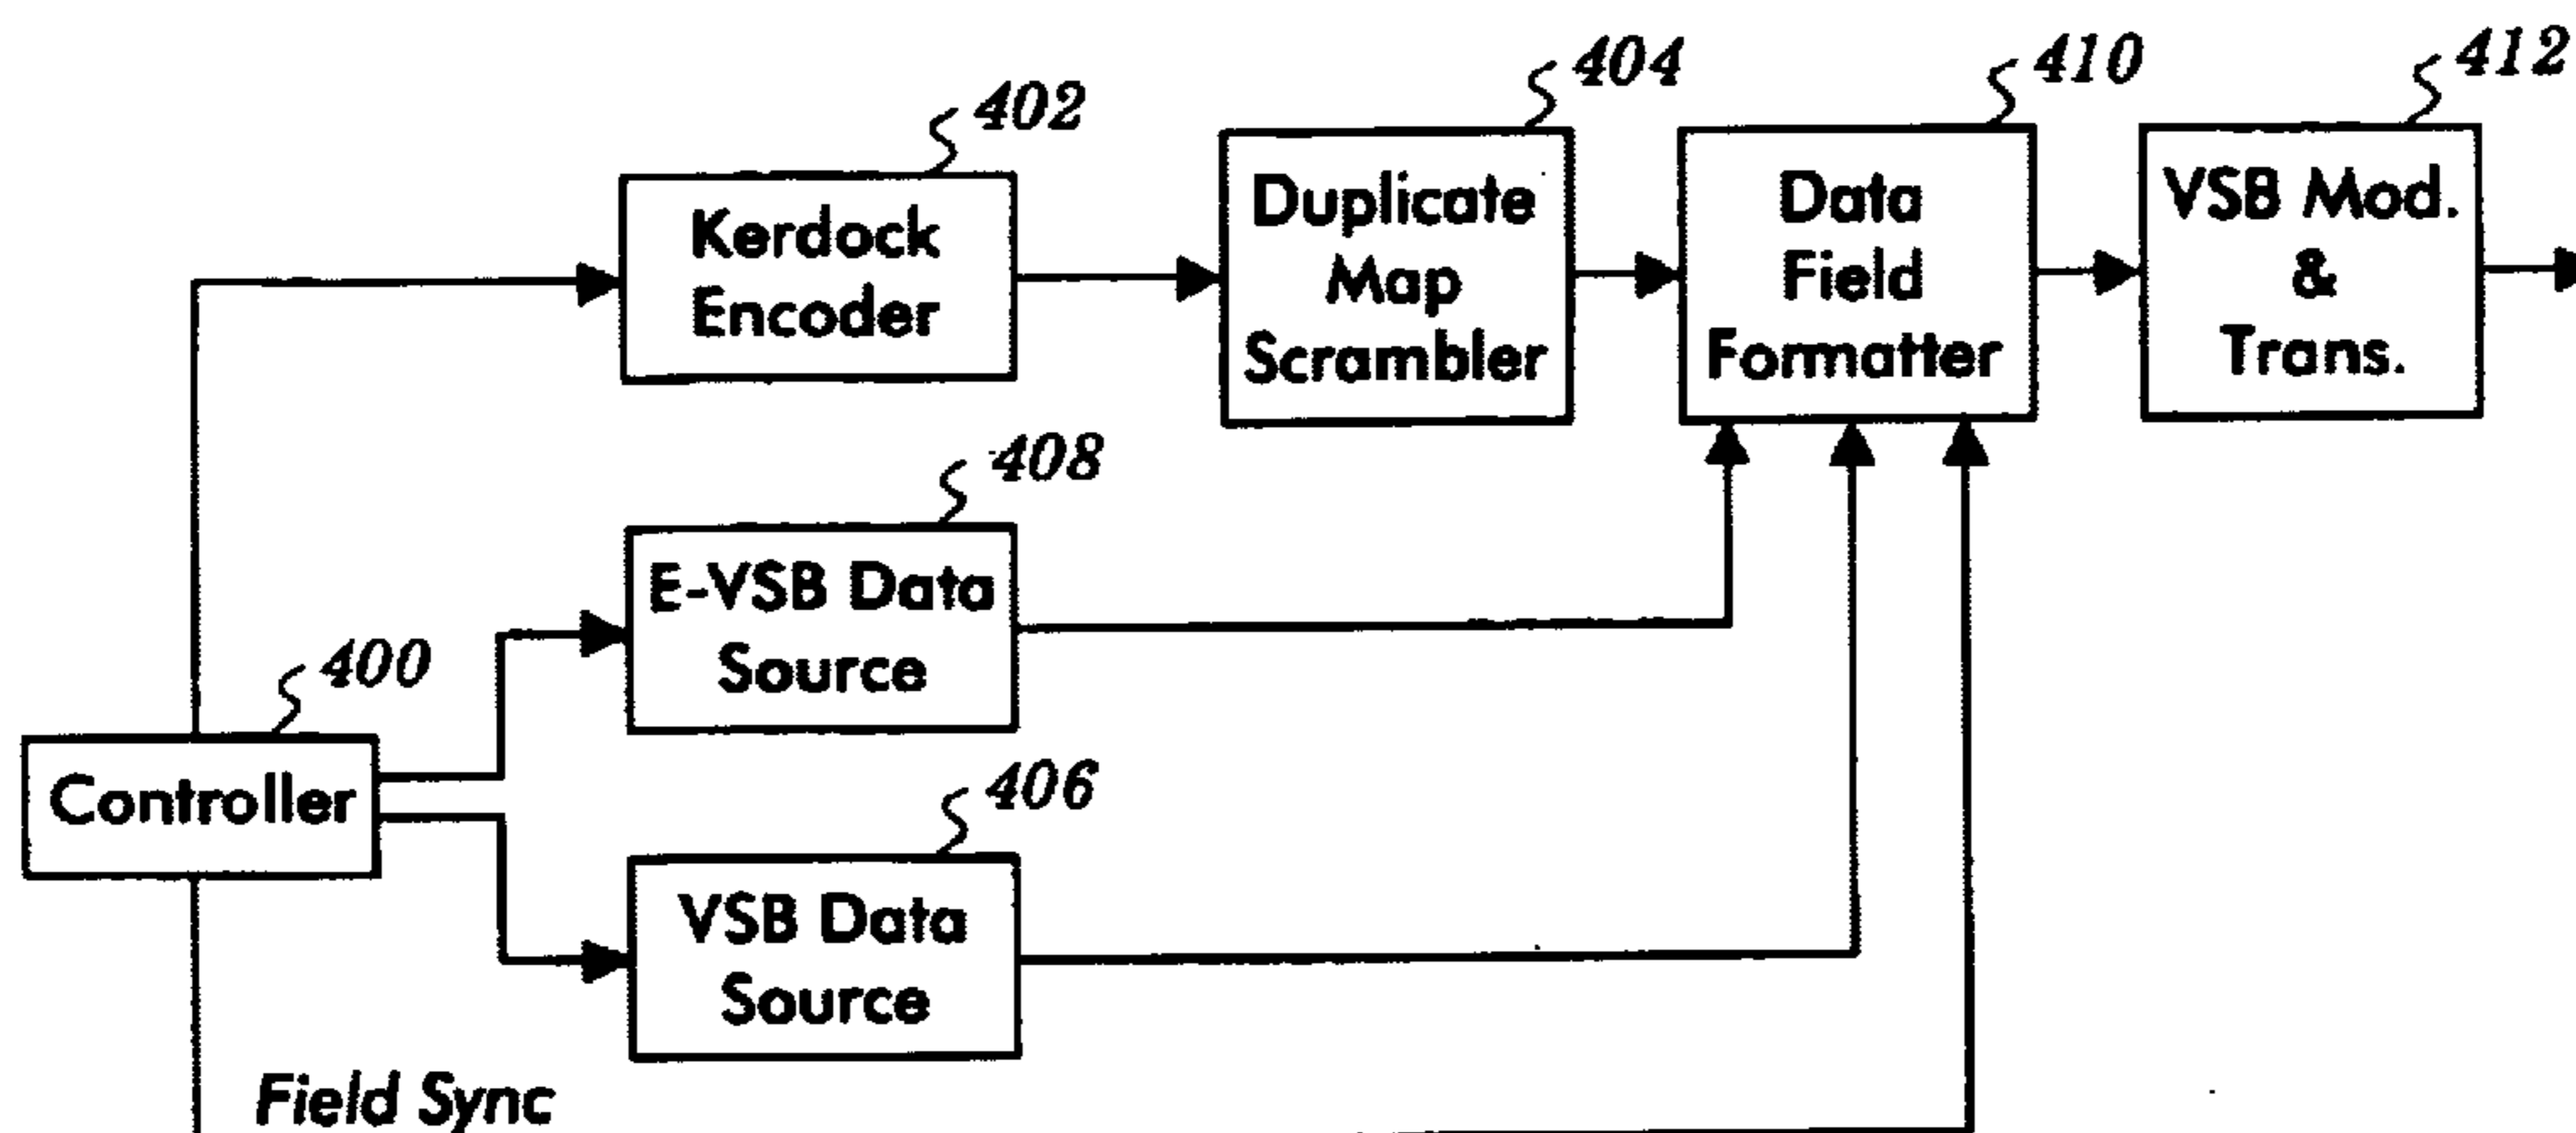 412
404
410
402
Kerdock
Encoder
Duplicate
Map
Scrambler
Data
Field
Formatter
VSB Mod.
&
Trans.
408
E-VSB Data
Source
400
Controller
406
VSB Data
Source
Field Sync